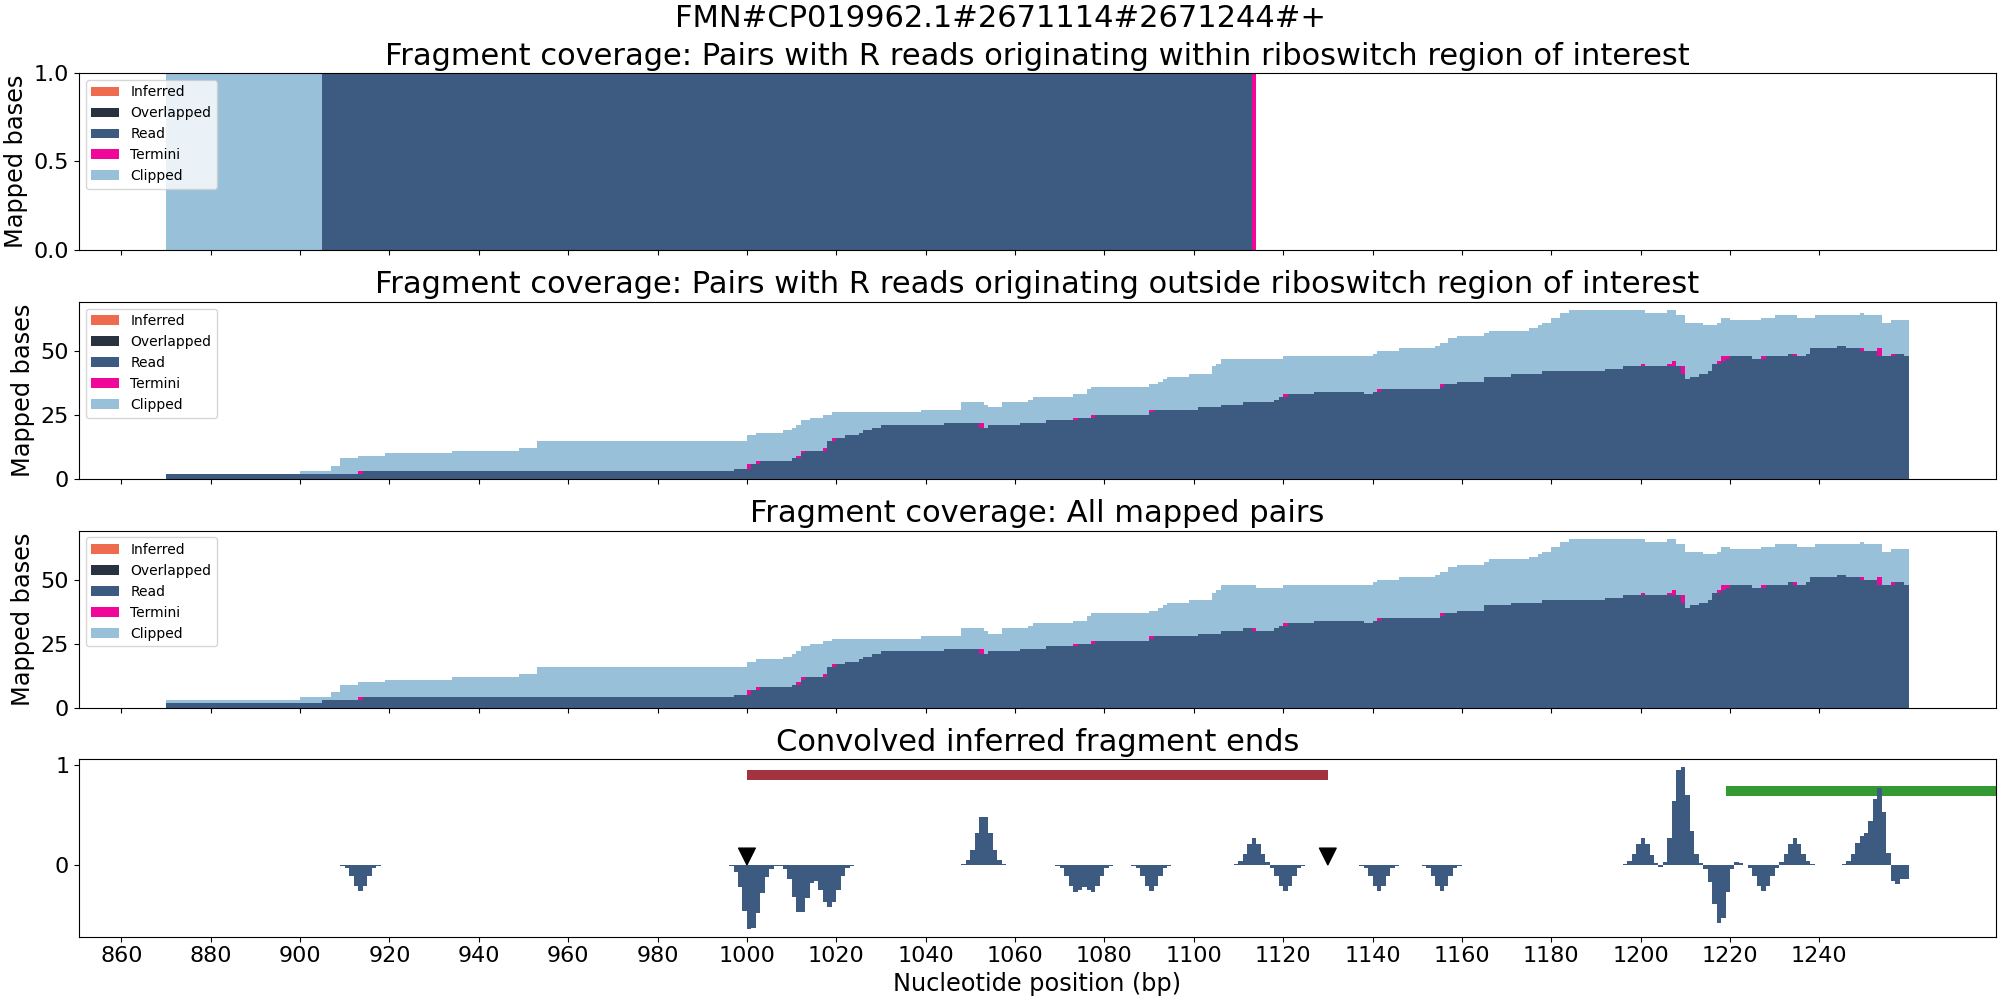 FMN#CP019962.1#2671114#2671244#+
Fragment coverage: Pairs with R reads originating within riboswitch region of interest
Mapped bases
1.0
0.5
0.0
Inferred
Overlapped
Read
Termini
Clipped
Fragment coverage: Pairs with R reads originating outside riboswitch region of interest
Mapped bases
50
25
0
Inferred
Overlapped
Read
Termini
Clipped
Fragment coverage: All mapped pairs
Mapped bases
50
25
0
Inferred
Overlapped
Read
Termini
Clipped
Convolved inferred fragment ends
1
0
860 880 900 920 940 960 980 1000 1020 1040 1060 1080 1100 1120 1140 1160 1180 1200 1220 1240
Nucleotide position (bp)